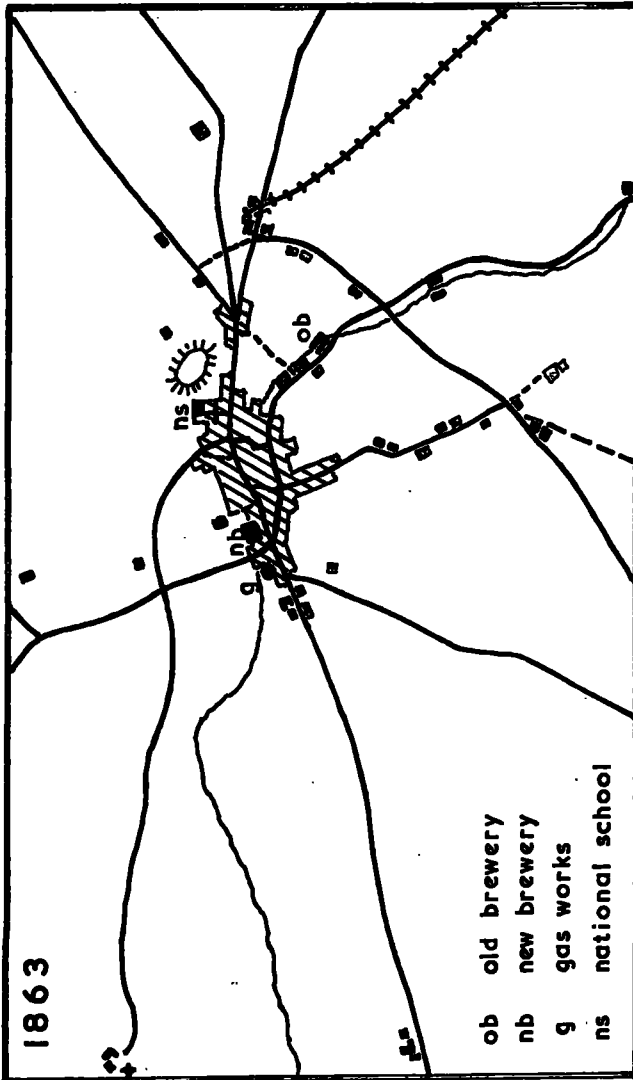 1863
ns
ob
nb
g
ob old brewery
nb new brewery
g gas works
ns national school